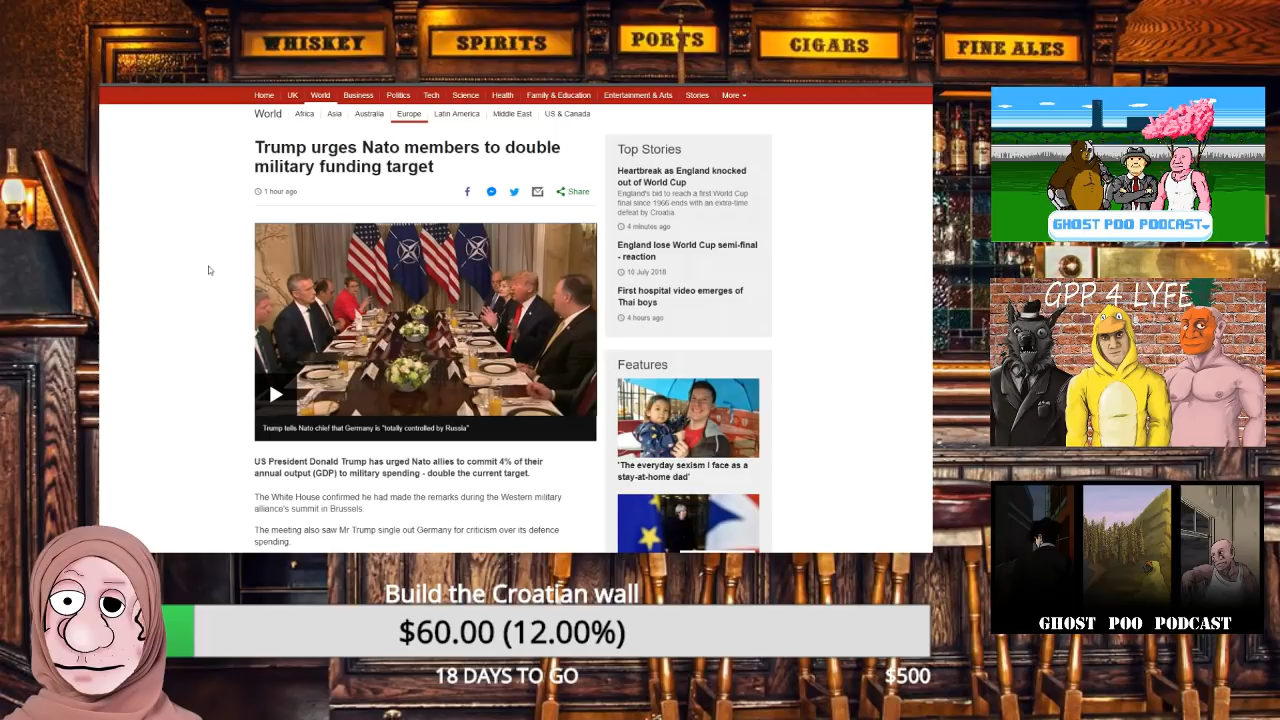 WHISKEY
SPIRITS
PORTS
CIGARS
FINE ALES
Home UK World Business Politics Tech Science Health Family & Education Entertainment & Arts Stories More
World Africa Asia Australia Europe Latin America Middle East US & Canada
Trump urges Nato members to double
military funding target
1 hour ago
Share
Trump tells Nato chief that Germany is "totally controlled by Russia"
US President Donald Trump has urged Nato allies to commit 4% of their
annual output (GDP) to military spending - double the current target.
The White House confirmed he had made the remarks during the Western military
alliance's summit in Brussels.
The meeting also saw Mr Trump single out Germany for criticism over its defence
spending.
Top Stories
Heartbreak as England knocked
out of World Cup
England's bid to reach a first World Cup
final since 1966 ends with an extra-time
defeat by Croatia.
4 minutes ago
England lose World Cup semi-final
- reaction
10 July 2018
First hospital video emerges of
Thai boys
4 hours ago
Features
'The everyday sexism I face as a
stay-at-home dad'
GHOST POO PODCAST
GPP 4 LYFE
GHOST POO PODCAST
Build the Croatian wall
$60.00 (12.00%)
18 DAYS TO GO
$500